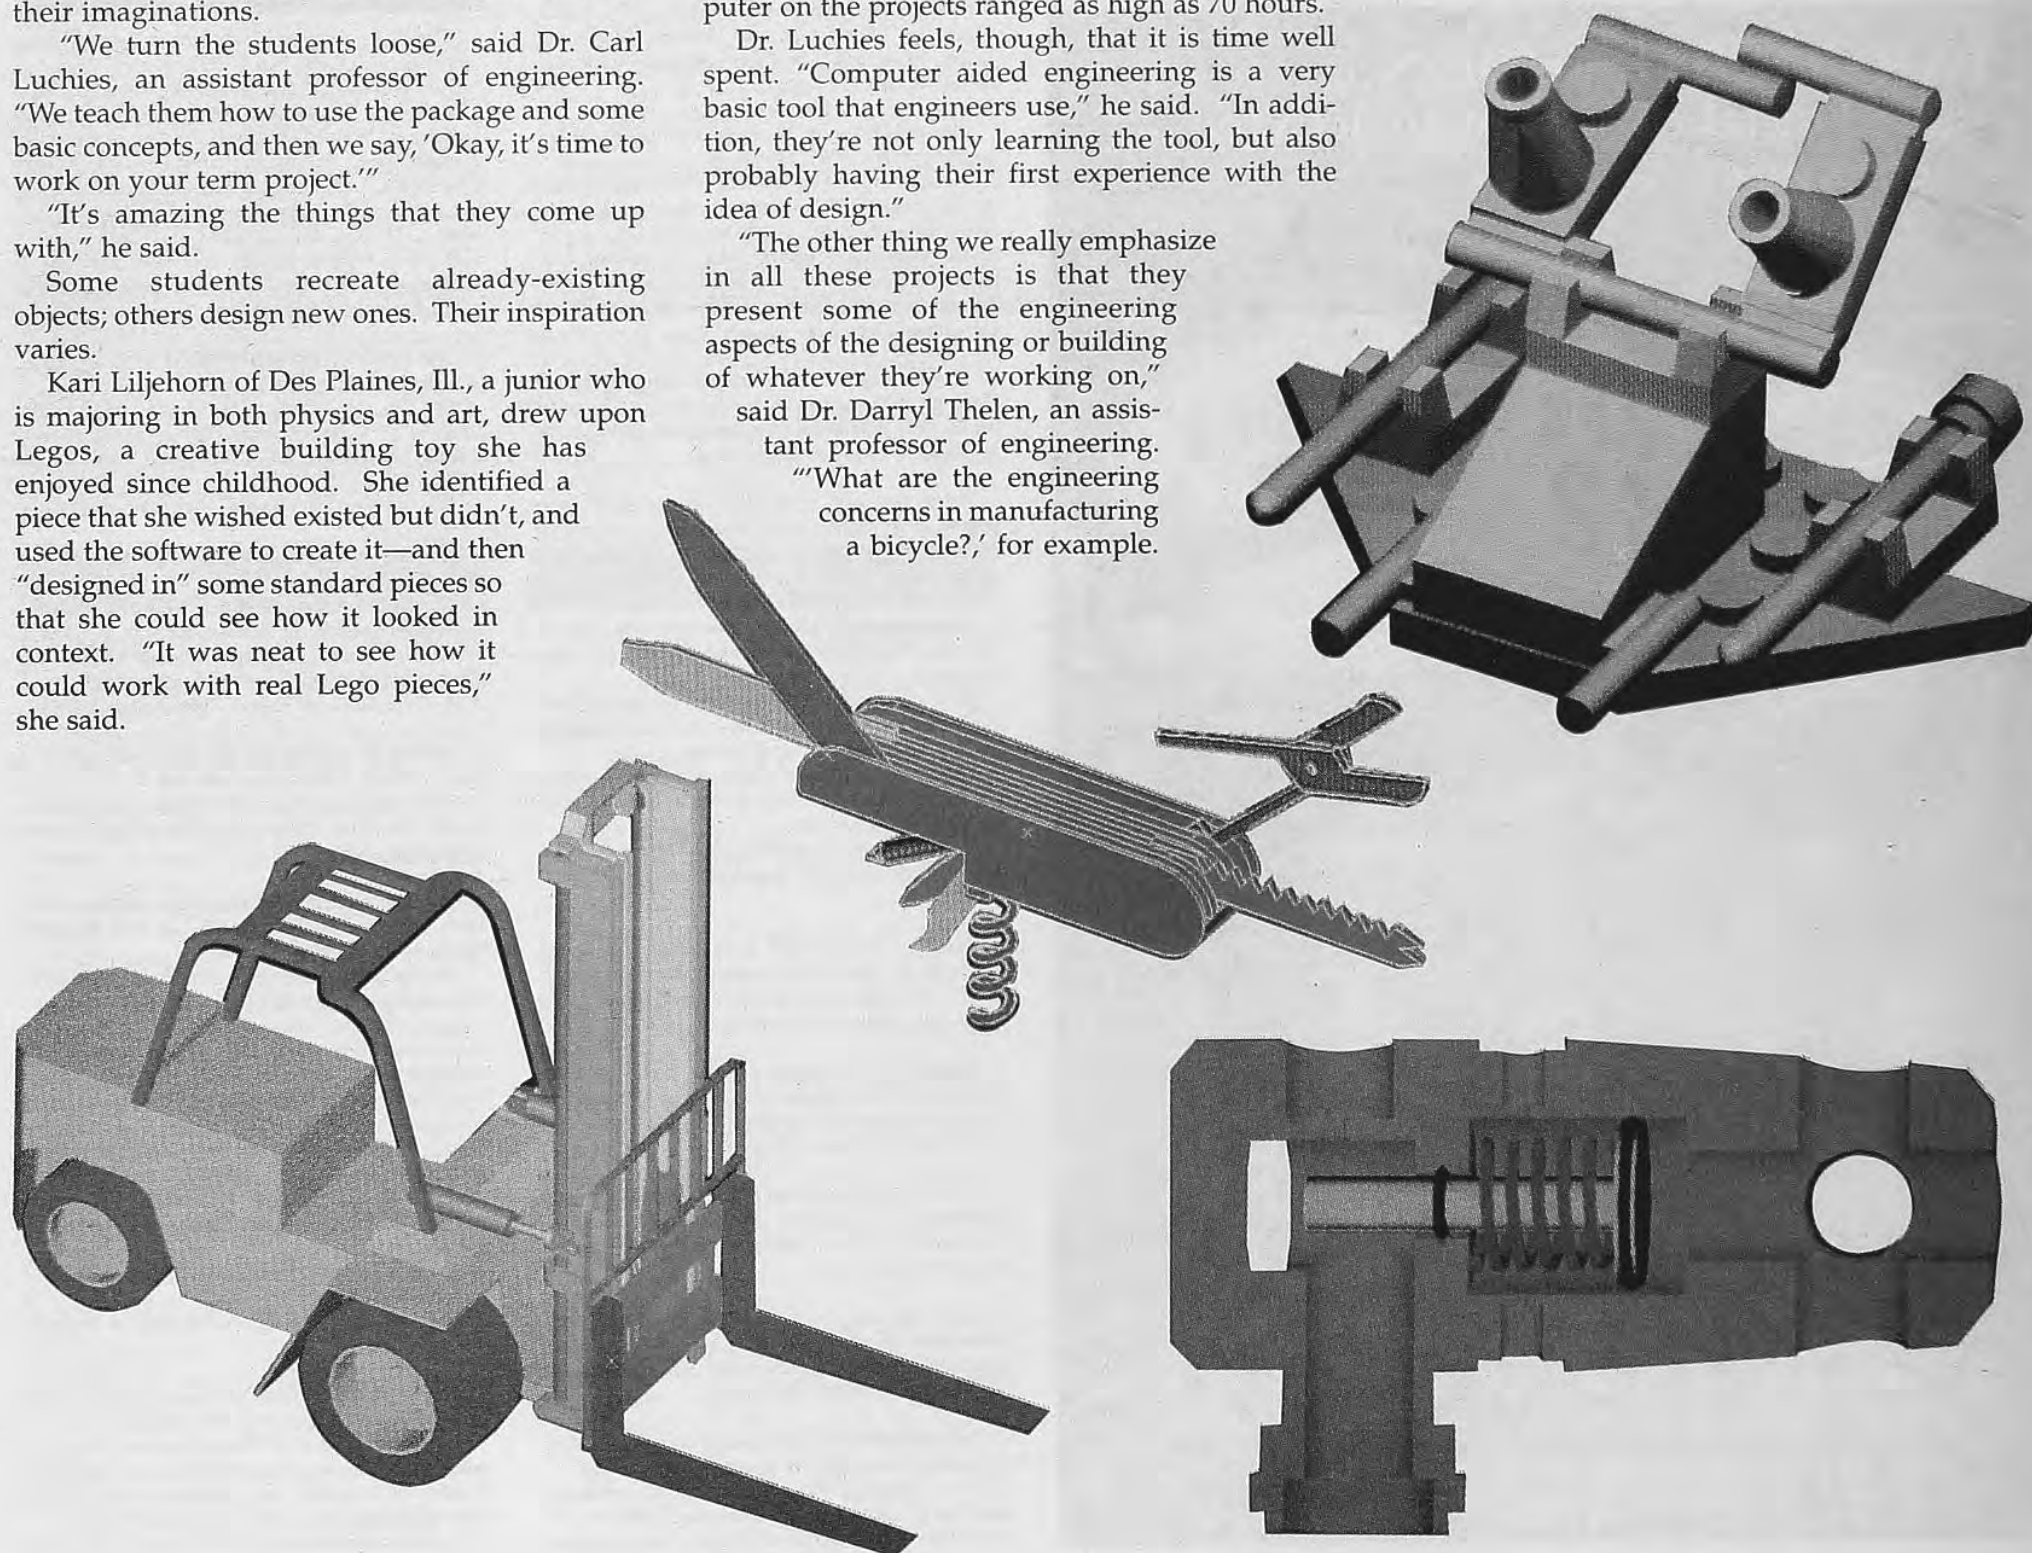 their imaginations.
"We turn the students loose," said Dr. Carl
Luchies, an assistant professor of engineering.
"We teach them how to use the package and some
basic concepts, and then we say, 'Okay, it's time to
work on your term project.'"
"It's amazing the things that they come up
with," he said.
Some students recreate already-existing
objects; others design new ones. Their inspiration
varies.
Kari Liljehorn of Des Plaines, Ill., a junior who
is majoring in both physics and art, drew upon
Legos, a creative building toy she has
enjoyed since childhood. She identified a
piece that she wished existed but didn't, and
used the software to create it—and then
"designed in" some standard pieces so
that she could see how it looked in
context. "It was neat to see how it
could work with real Lego pieces,"
she said.
puter on the projects ranged as high as 70 hours.
Dr. Luchies feels, though, that it is time well
spent. "Computer aided engineering is a very
basic tool that engineers use," he said. "In addi-
tion, they're not only learning the tool, but also
probably having their first experience with the
idea of design."
"The other thing we really emphasize
in all these projects is that they
present some of the engineering
aspects of the designing or building
of whatever they're working on,"
said Dr. Darryl Thelen, an assis-
tant professor of engineering.
"'What are the engineering
concerns in manufacturing
a bicycle?,' for example.